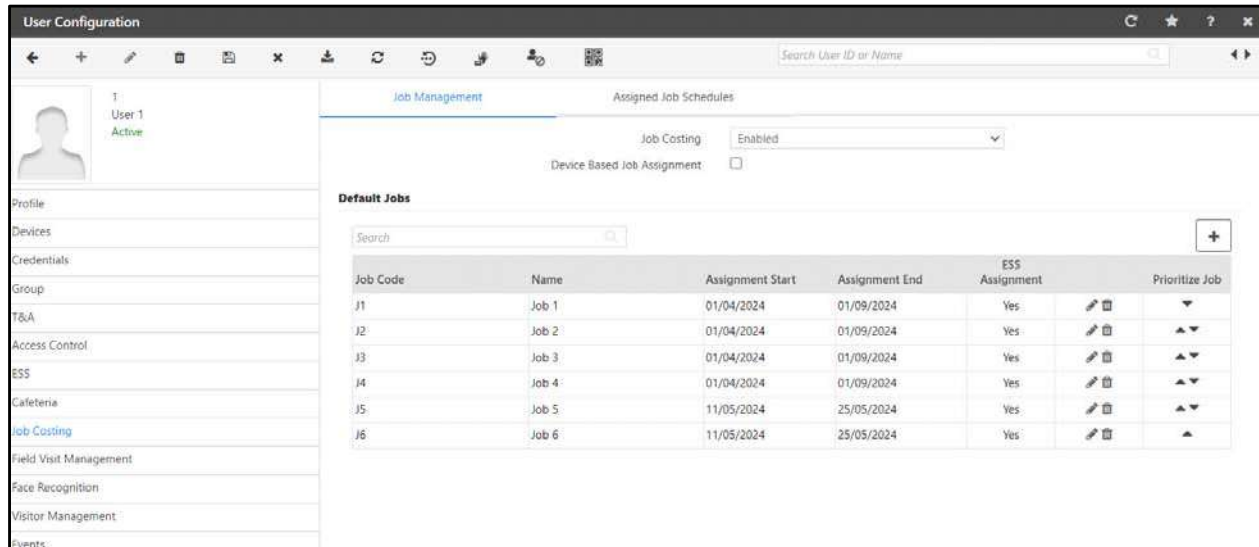 User Configuration
?
Search User ID or Name
1
User 1
Active
Profile
Devices
Credentials
Group
T&A
Access Control
ESS
Cafeteria
Job Costing
Field Visit Management
Face Recognition
Visitor Management
Events
Job Management Assigned Job Schedules
Job Costing Enabled
Device Based Job Assignment
Default Jobs
Search
Job Code Name Assignment Start Assignment End ESS Assignment Prioritize Job
J1 Job 1 01/04/2024 01/09/2024 Yes
J2 Job 2 01/04/2024 01/09/2024 Yes
J3 Job 3 01/04/2024 01/09/2024 Yes
J4 Job 4 01/04/2024 01/09/2024 Yes
J5 Job 5 11/05/2024 25/05/2024 Yes
J6 Job 6 11/05/2024 25/05/2024 Yes